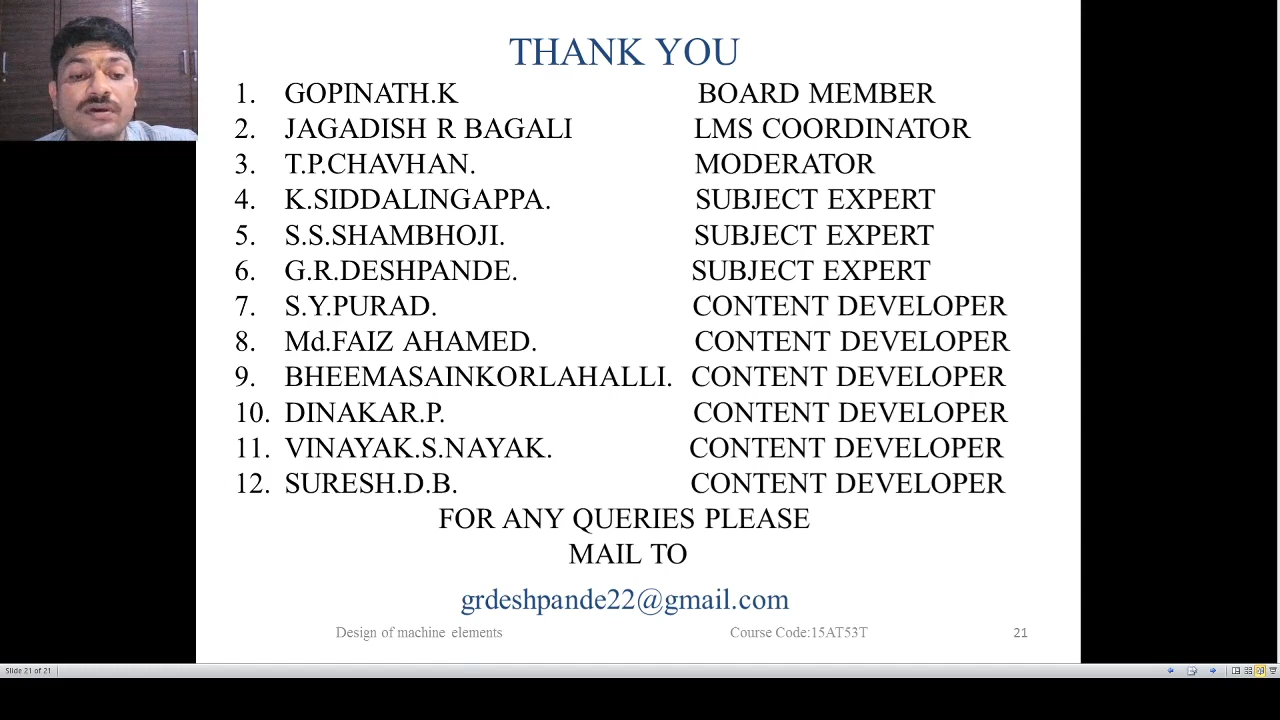 THANK YOU
1. GOPINATH.K BOARD MEMBER
2. JAGADISH R BAGALI LMS COORDINATOR
3. T.P.CHAVHAN. MODERATOR
4. K.SIDDALINGAPPA. SUBJECT EXPERT
5. S.S.SHAMBHOJI. SUBJECT EXPERT
6. G.R.DESHPANDE. SUBJECT EXPERT
7. S.Y.PURAD. CONTENT DEVELOPER
8. Md.FAIZ AHAMED. CONTENT DEVELOPER
9. BHEEMASAINKORLAHALLI. CONTENT DEVELOPER
10. DINAKAR.P. CONTENT DEVELOPER
11. VINAYAK.S.NAYAK. CONTENT DEVELOPER
12. SURESH.D.B. CONTENT DEVELOPER
FOR ANY QUERIES PLEASE
MAIL TO
grdeshpande22@gmail.com
Design of machine elements Course Code:15AT53T 21
Slide 21 of 21